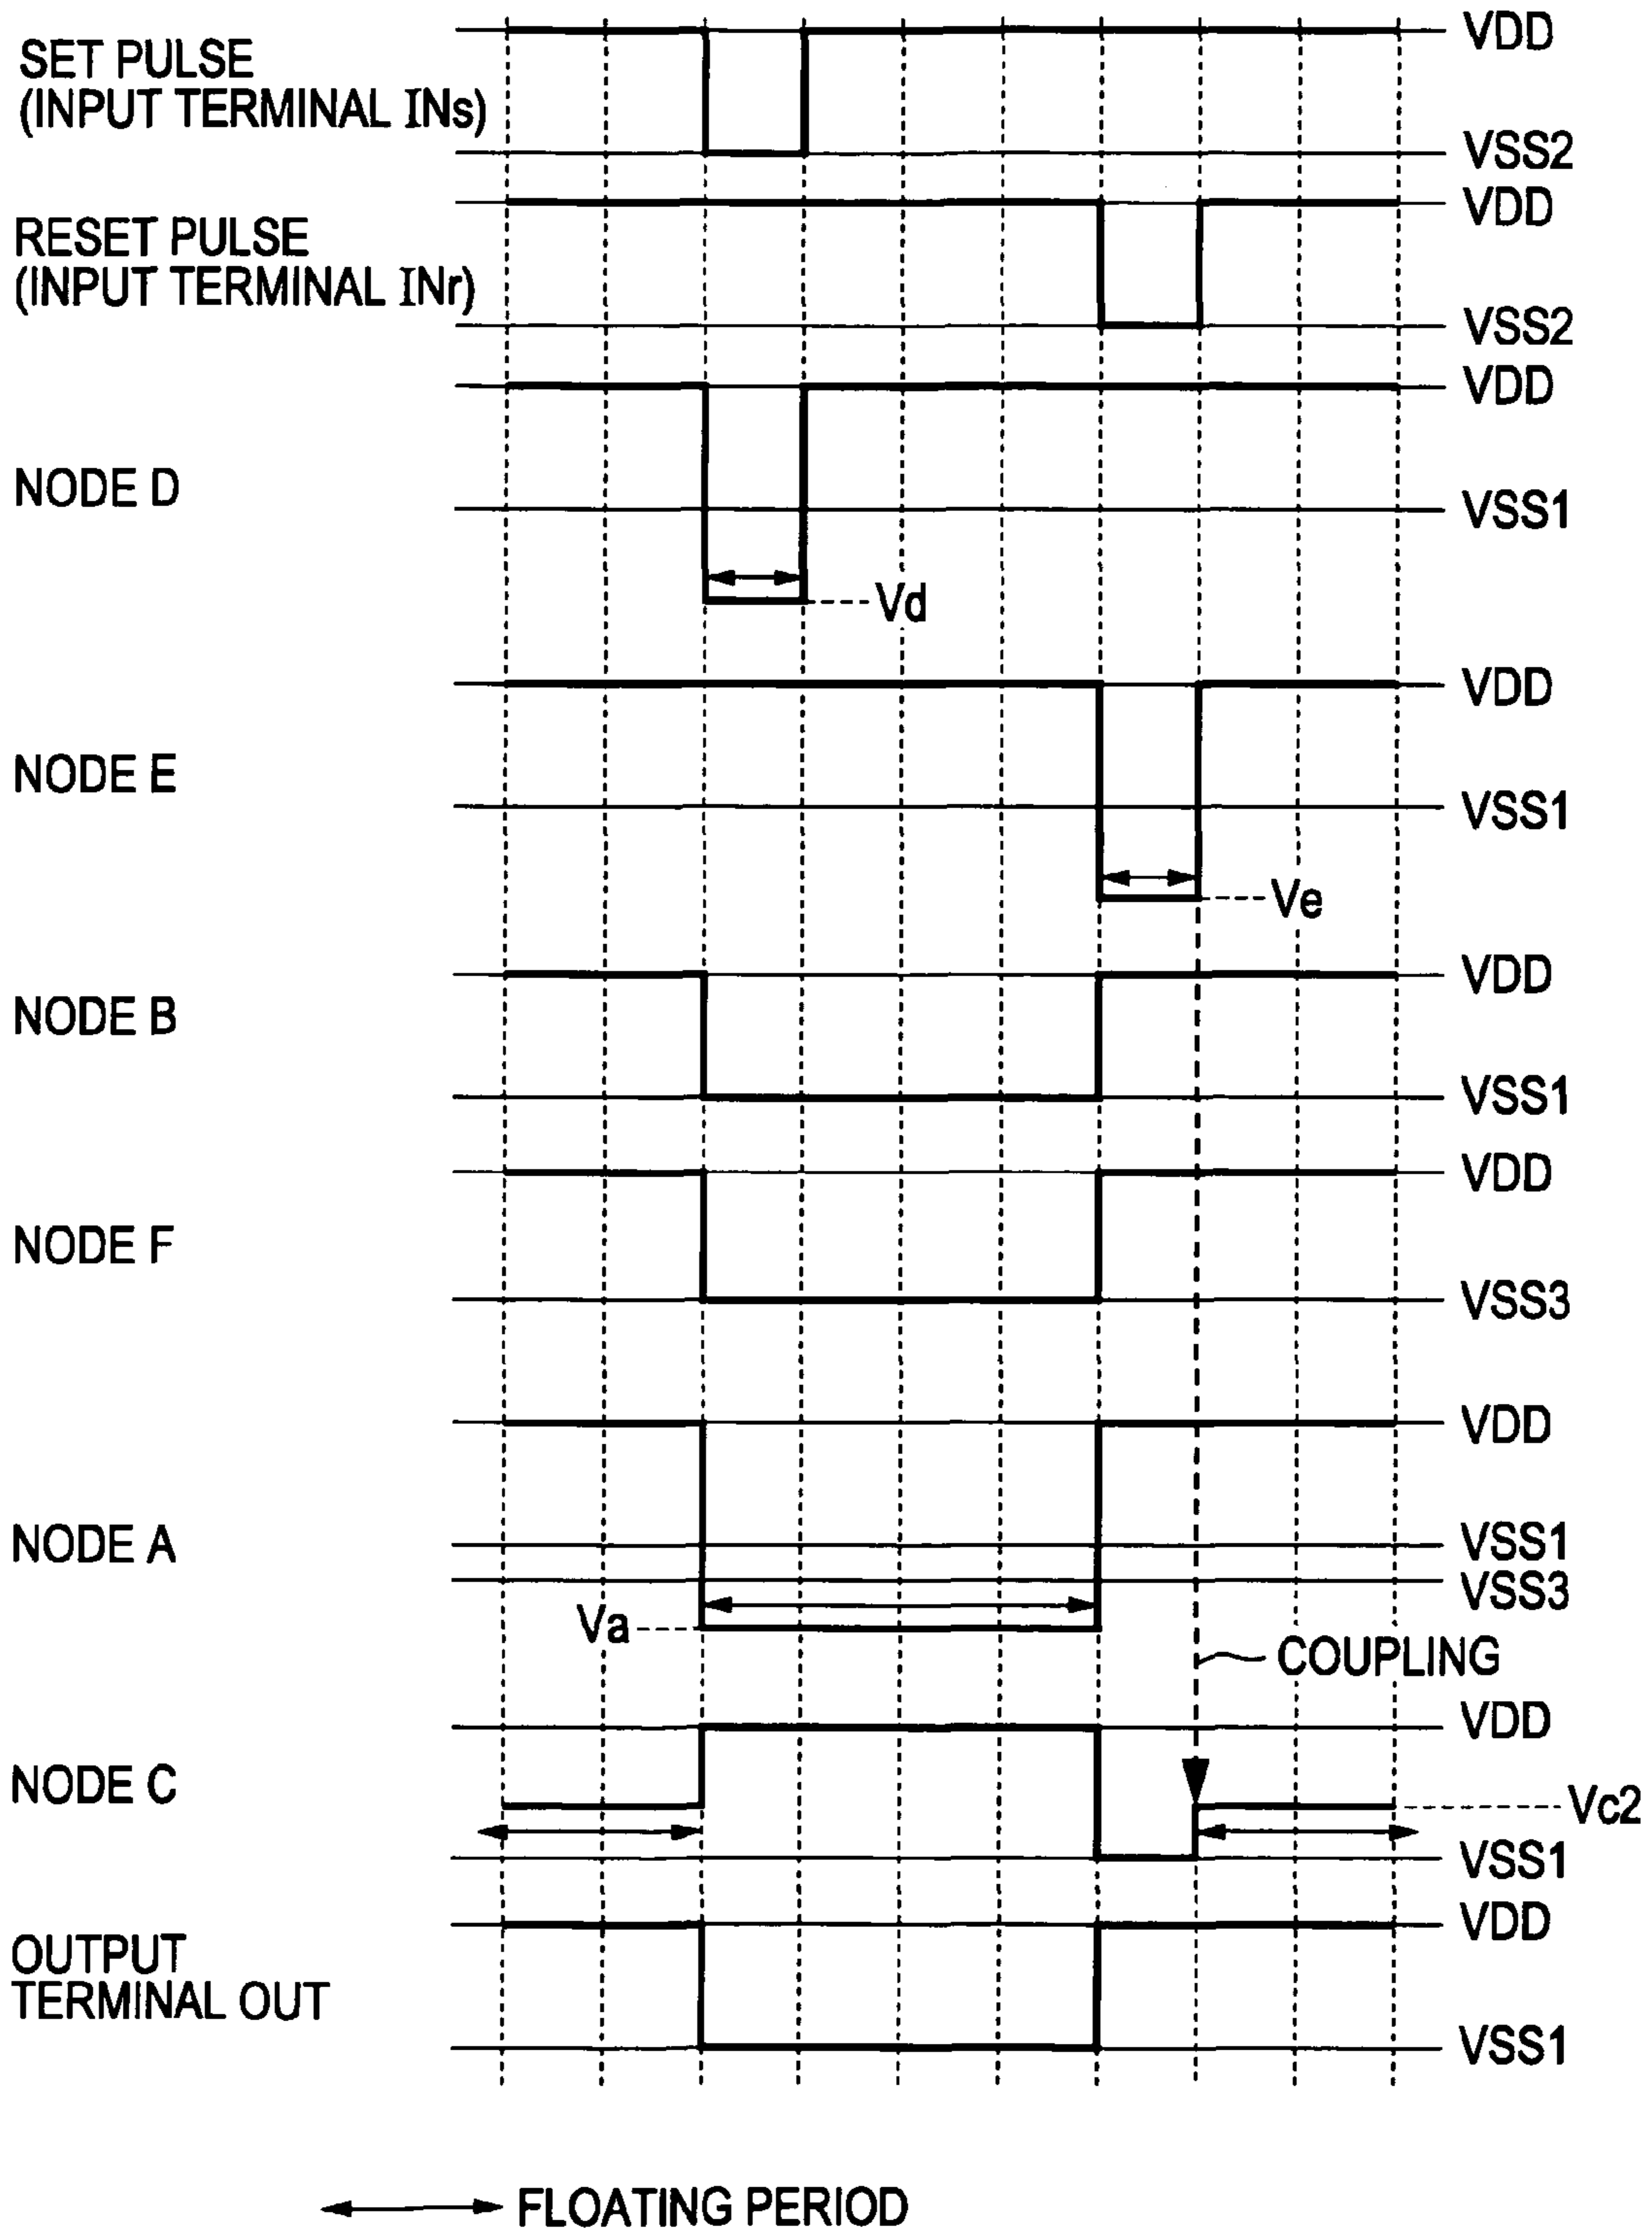 VDD
SET PULSE
(INPUT TERMINAL INs)
VSS2
VDD
RESET PULSE
(INPUT TERMINAL INr)
VSS2
VDD
NODE D
VSS1
Vd
VDD
NODE E
VSS1
Ve
VDD
NODE B
VSS1
VDD
NODE F
VSS3
VDD
NODE A
VSS1
VSS3
Va
COUPLING
VDD
NODE C
Vc2
VSS1
VDD
OUTPUT
TERMINAL OUT
VSS1
FLOATING PERIOD